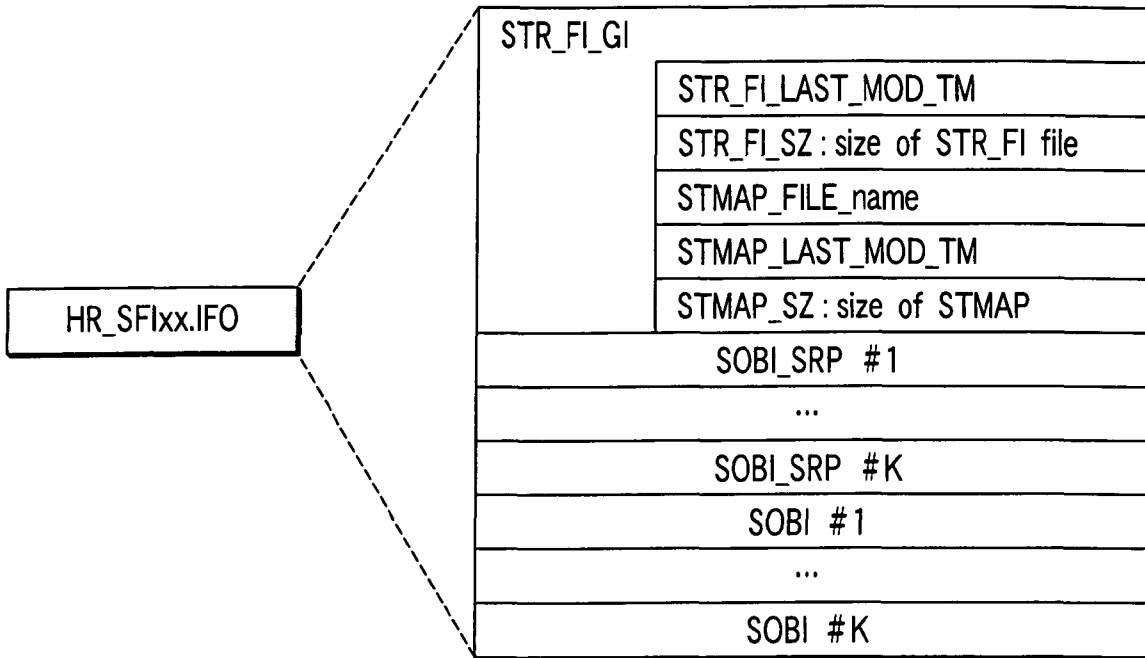 STR_FI_GI
STR_FI_LAST_MOD_TM
STR_FI_SZ : size of STR_FI file
STMAP_FILE_name
STMAP_LAST_MOD_TM
STMAP_SZ : size of STMAP
HR_SFIxx.IFO
SOBI_SRP #1
...
SOBI_SRP #K
SOBI #1
...
SOBI #K